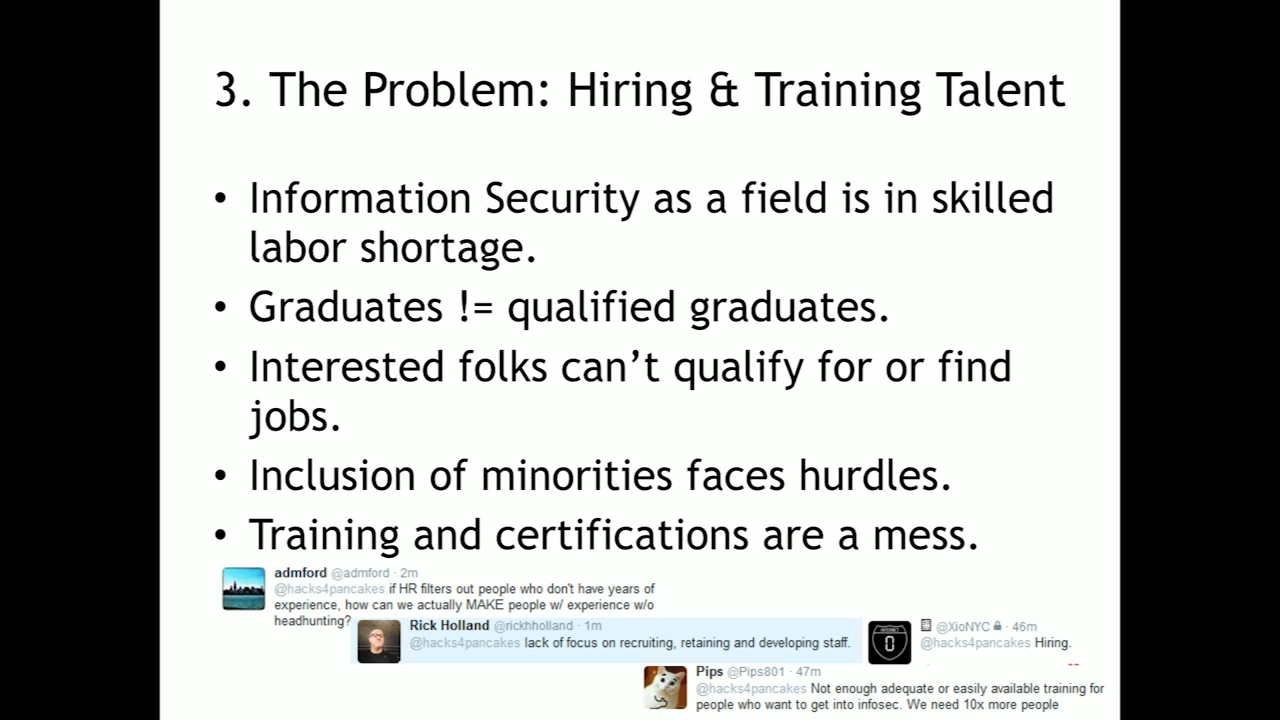 3. The Problem: Hiring & Training Talent
• Information Security as a field is in skilled
labor shortage.
• Graduates != qualified graduates.
• Interested folks can’t qualify for or find
jobs.
• Inclusion of minorities faces hurdles.
• Training and certifications are a mess.
admford @admford · 2m
@hacks4pancakes if HR filters out people who don't have years of
experience, how can we actually MAKE people w/ experience w/o
headhunting?
Rick Holland @rickhholland · 1m
@hacks4pancakes lack of focus on recruiting, retaining and developing staff.
@XioNYC · 46m
@hacks4pancakes Hiring.
Pips @Pips801 · 47m
@hacks4pancakes Not enough adequate or easily available training for
people who want to get into infosec. We need 10x more people